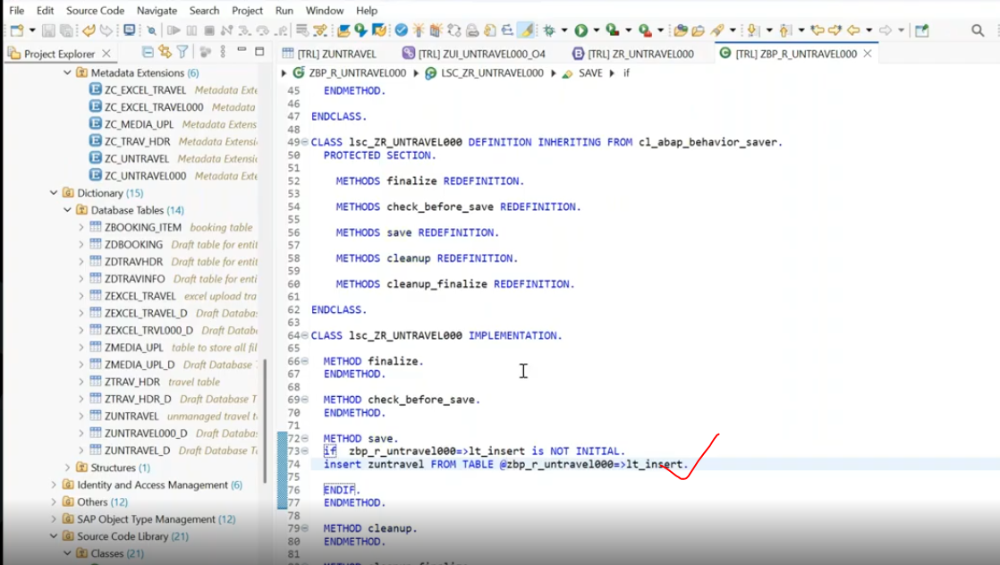 File Edit Source Code Navigate Search Project Run Window Help
Project Explorer
[TRL] ZUNTRAVEL
[TRL] ZUI_UNTRAVEL000_O4
[TRL] ZR_UNTRAVEL000
[TRL] ZBP_R_UNTRAVEL000
Metadata Extensions (6)
ZC_EXCEL_TRAVEL Metadata Exte
ZC_EXCEL_TRAVEL000 Metadata
ZC_MEDIA_UPL Metadata Extens
ZC_TRAV_HDR Metadata Extensi
ZC_UNTRAVEL Metadata Extensio
ZC_UNTRAVEL000 Metadata Exte
Dictionary (15)
Database Tables (14)
ZBOOKING_ITEM booking table
ZDBOOKING Draft table for entit
ZDTRAVHDR Draft table for entit
ZDTRAVINFO Draft table for enti
ZEXCEL_TRAVEL excel upload tra
ZEXCEL_TRAVEL_D Draft Databa
ZEXCEL_TRVL000_D Draft Datab
ZMEDIA_UPL table to store all fil
ZMEDIA_UPL_D Draft Database T
ZTRAV_HDR travel table
ZTRAV_HDR_D Draft Database T
ZUNTRAVEL unmanaged travel t
ZUNTRAVEL000_D Draft Databas
ZUNTRAVEL_D Draft Database T
Structures (1)
Identity and Access Management (6)
Others (12)
SAP Object Type Management (12)
Source Code Library (21)
Classes (21)
ZBP_R_UNTRAVEL000 LSC_ZR_UNTRAVEL000 SAVE if
45 ENDMETHOD.
46
47 ENDCLASS.
48
49 CLASS lsc_ZR_UNTRAVEL000 DEFINITION INHERITING FROM cl_abap_behavior_saver.
50 PROTECTED SECTION.
51
52 METHODS finalize REDEFINITION.
53
54 METHODS check_before_save REDEFINITION.
55
56 METHODS save REDEFINITION.
57
58 METHODS cleanup REDEFINITION.
59
60 METHODS cleanup_finalize REDEFINITION.
61
62 ENDCLASS.
63
64 CLASS lsc_ZR_UNTRAVEL000 IMPLEMENTATION.
65
66 METHOD finalize.
67 ENDMETHOD.
68
69 METHOD check_before_save.
70 ENDMETHOD.
71
72 METHOD save.
73 if zbp_r_untravel000=>lt_insert is NOT INITIAL.
74 insert zuntravel FROM TABLE @zbp_r_untravel000=>lt_insert.
75
76 ENDIF.
77 ENDMETHOD.
78
79 METHOD cleanup.
80 ENDMETHOD.
81